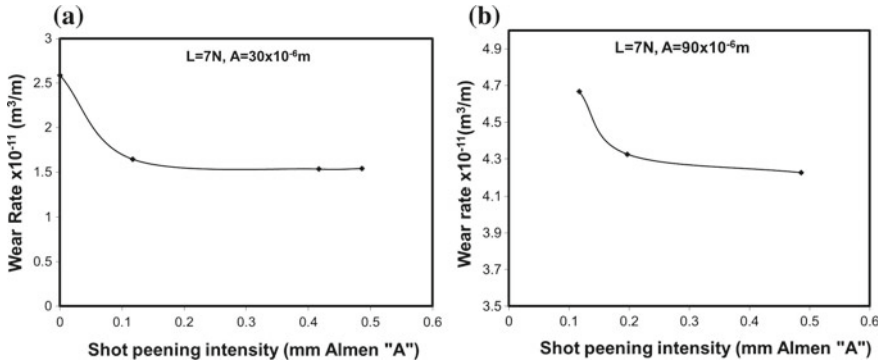 (a)
L=7N, A=30x10⁻⁶m
Wear Rate x10⁻¹¹ (m³/m)
3
2.5
2
1.5
1
0.5
0
0 0.1 0.2 0.3 0.4 0.5 0.6
Shot peening intensity (mm Almen "A")
(b)
L=7N, A=90x10⁻⁶m
Wear rate x10⁻¹¹(m³/m)
4.9
4.7
4.5
4.3
4.1
3.9
3.7
3.5
0 0.1 0.2 0.3 0.4 0.5 0.6
Shot peening intensity (mm Almen "A")